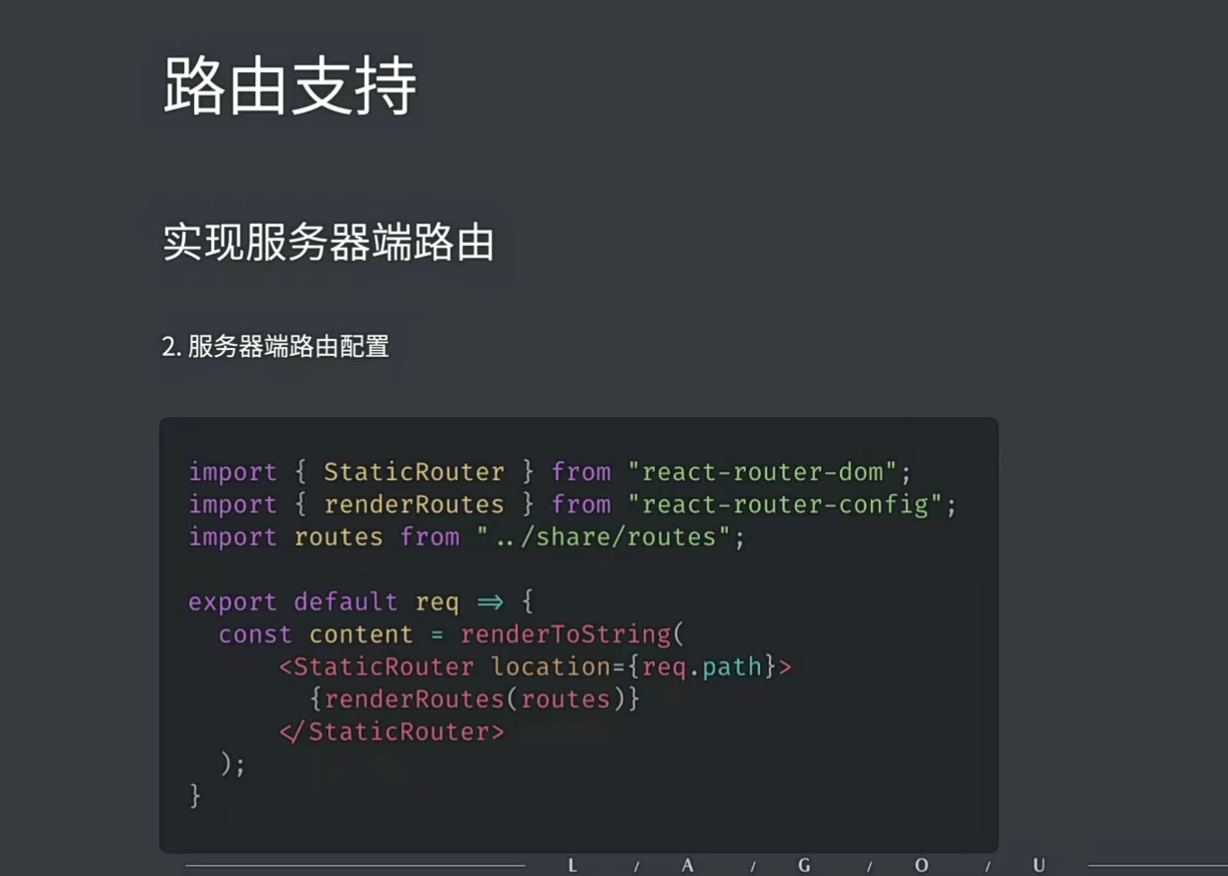 路由支持
实现服务器端路由
2. 服务器端路由配置
import { StaticRouter } from "react-router-dom";
import { renderRoutes } from "react-router-config";
import routes from "../share/routes";
export default req => {
  const content = renderToString(
      <StaticRouter location={req.path}>
        {renderRoutes(routes)}
      </StaticRouter>
  );
}
L / A / G / O / U